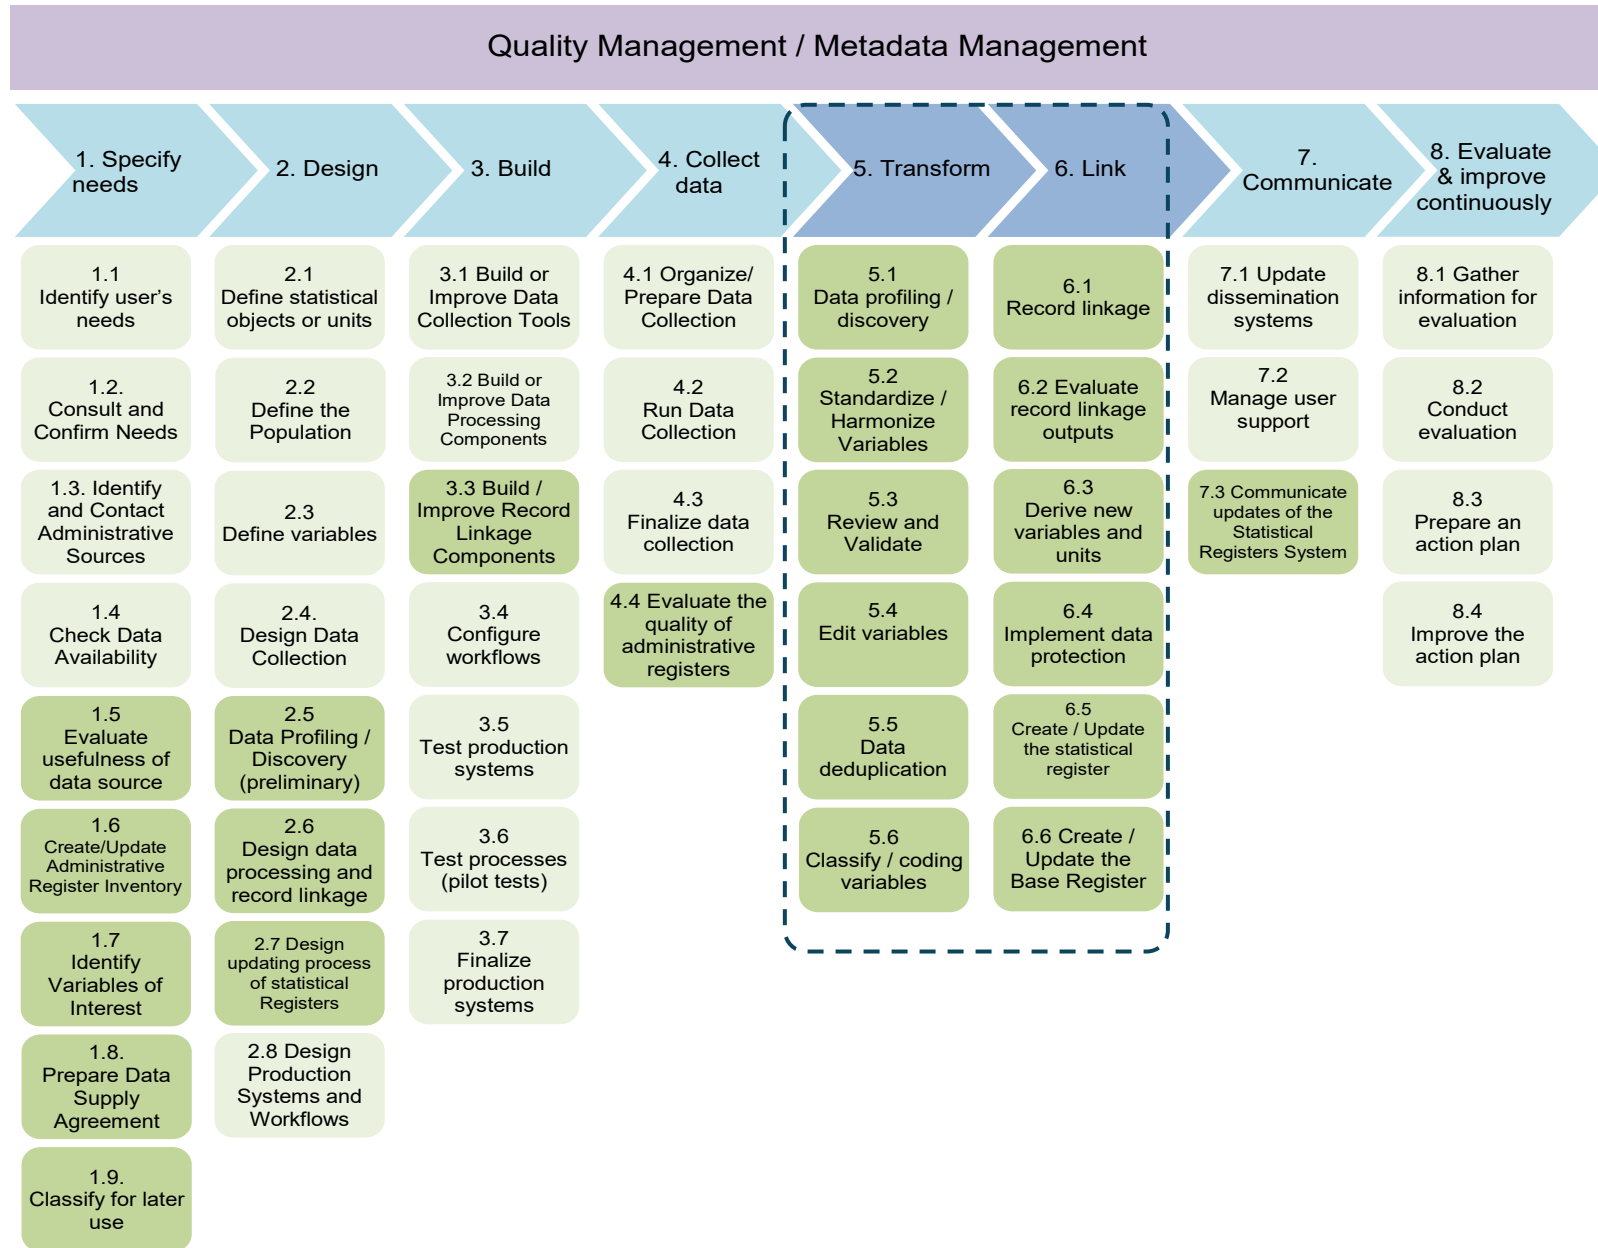 Quality Management / Metadata Management
1. Specify
needs
2. Design
3. Build
4. Collect
data
5. Transform
6. Link
7.
Communicate
8. Evaluate
& improve
continuously
1.1
Identify user’s
needs
1.2.
Consult and
Confirm Needs
1.3. Identify
and Contact
Administrative
Sources
1.4
Check Data
Availability
1.5
Evaluate
usefulness of
data source
1.6
Create/Update
Administrative
Register Inventory
1.7
Identify
Variables of
Interest
1.8.
Prepare Data
Supply
Agreement
1.9.
Classify for later
use
2.1
Define statistical
objects or units
2.2
Define the
Population
2.3
Define variables
2.4.
Design Data
Collection
2.5
Data Profiling /
Discovery
(preliminary)
2.6
Design data
processing and
record linkage
2.7 Design
updating process
of statistical
Registers
2.8 Design
Production
Systems and
Workflows
3.1 Build or
Improve Data
Collection Tools
3.2 Build or
Improve Data
Processing
Components
3.3 Build /
Improve Record
Linkage
Components
3.4
Configure
workflows
3.5
Test production
systems
3.6
Test processes
(pilot tests)
3.7
Finalize
production
systems
4.1 Organize/
Prepare Data
Collection
4.2
Run Data
Collection
4.3
Finalize data
collection
4.4 Evaluate the
quality of
administrative
registers
5.1
Data profiling /
discovery
5.2
Standardize /
Harmonize
Variables
5.3
Review and
Validate
5.4
Edit variables
5.5
Data
deduplication
5.6
Classify / coding
variables
6.1
Record linkage
6.2 Evaluate
record linkage
outputs
6.3
Derive new
variables and
units
6.4
Implement data
protection
6.5
Create / Update
the statistical
register
6.6 Create /
Update the
Base Register
7.1 Update
dissemination
systems
7.2
Manage user
support
7.3 Communicate
updates of the
Statistical
Registers System
8.1 Gather
information for
evaluation
8.2
Conduct
evaluation
8.3
Prepare an
action plan
8.4
Improve the
action plan